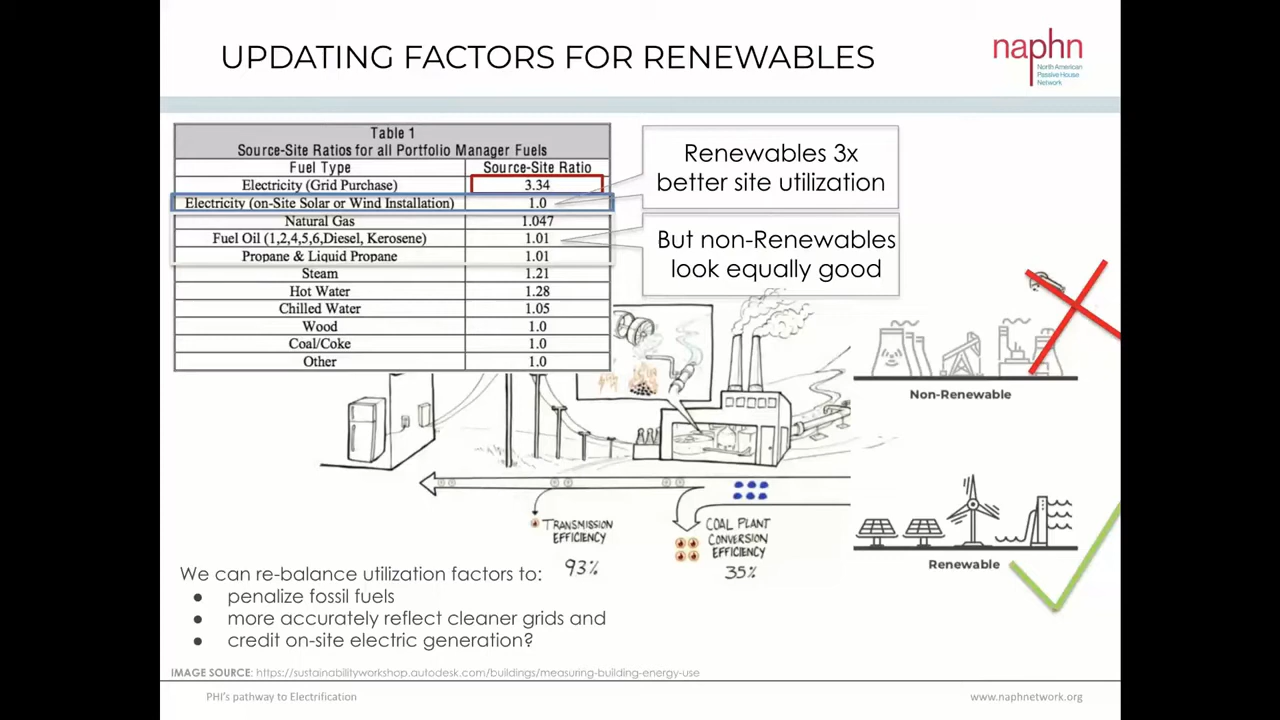 UPDATING FACTORS FOR RENEWABLES
naphn
North American
Passive House
Network
Table 1
Source-Site Ratios for all Portfolio Manager Fuels
Fuel Type Source-Site Ratio
Electricity (Grid Purchase) 3.34
Electricity (on-Site Solar or Wind Installation) 1.0
Natural Gas 1.047
Fuel Oil (1,2,4,5,6,Diesel, Kerosene) 1.01
Propane & Liquid Propane 1.01
Steam 1.21
Hot Water 1.28
Chilled Water 1.05
Wood 1.0
Coal/Coke 1.0
Other 1.0
Renewables 3x
better site utilization
But non-Renewables
look equally good
Non-Renewable
Renewable
TRANSMISSION
EFFICIENCY
93%
COAL PLANT
CONVERSION
EFFICIENCY
35%
We can re-balance utilization factors to:
● penalize fossil fuels
● more accurately reflect cleaner grids and
● credit on-site electric generation?
IMAGE SOURCE: https://sustainabilityworkshop.autodesk.com/buildings/measuring-building-energy-use
PHI's pathway to Electrification
www.naphnetwork.org